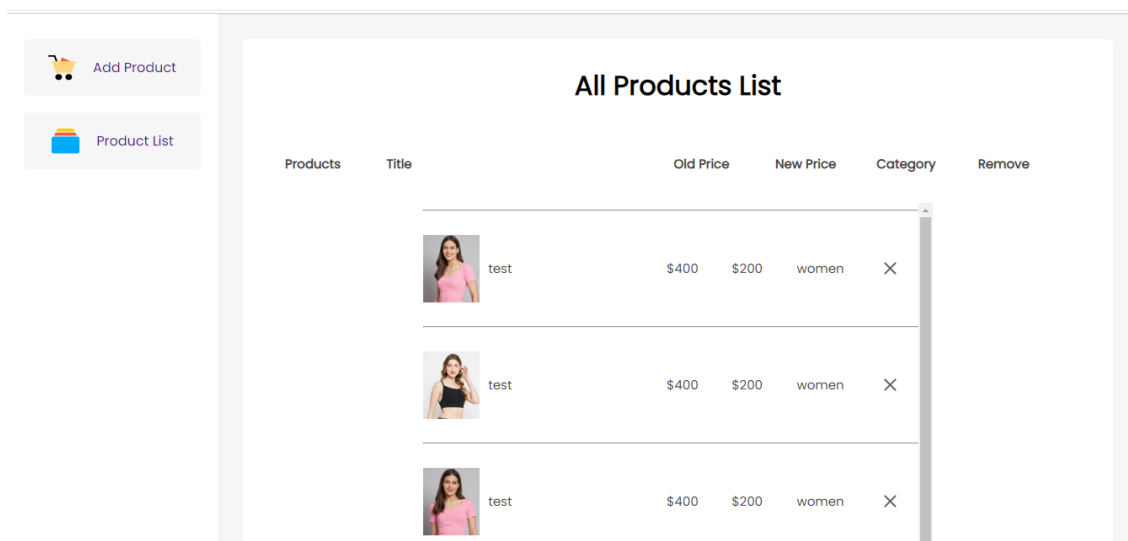 Add Product
Product List
All Products List
Products Title Old Price New Price Category Remove
test $400 $200 women
test $400 $200 women
test $400 $200 women